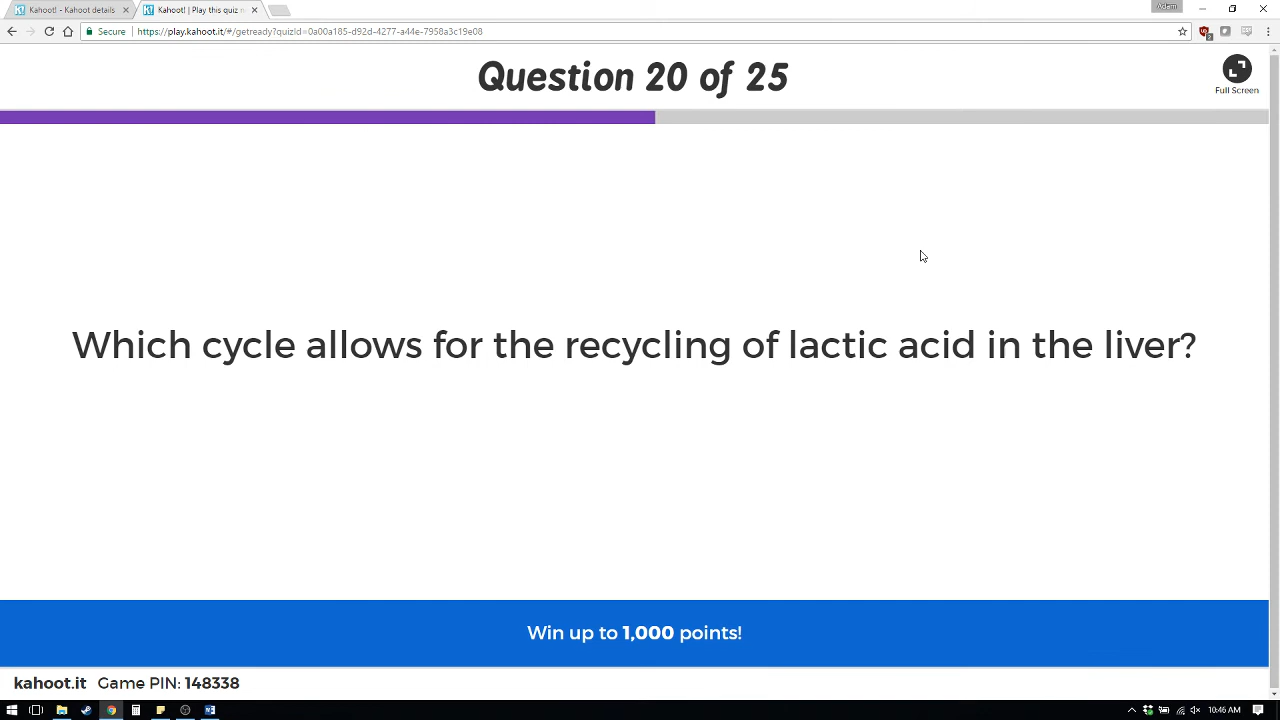 Kahoot! - Kahoot details
Kahoot! | Play this quiz n
Adam
Secure
https://play.kahoot.it/#/getready?quizId=0a00a185-d92d-4277-a44e-7958a3c19e08
Question 20 of 25
Full Screen
Which cycle allows for the recycling of lactic acid in the liver?
Win up to 1,000 points!
kahoot.it Game PIN: 148338
10:46 AM